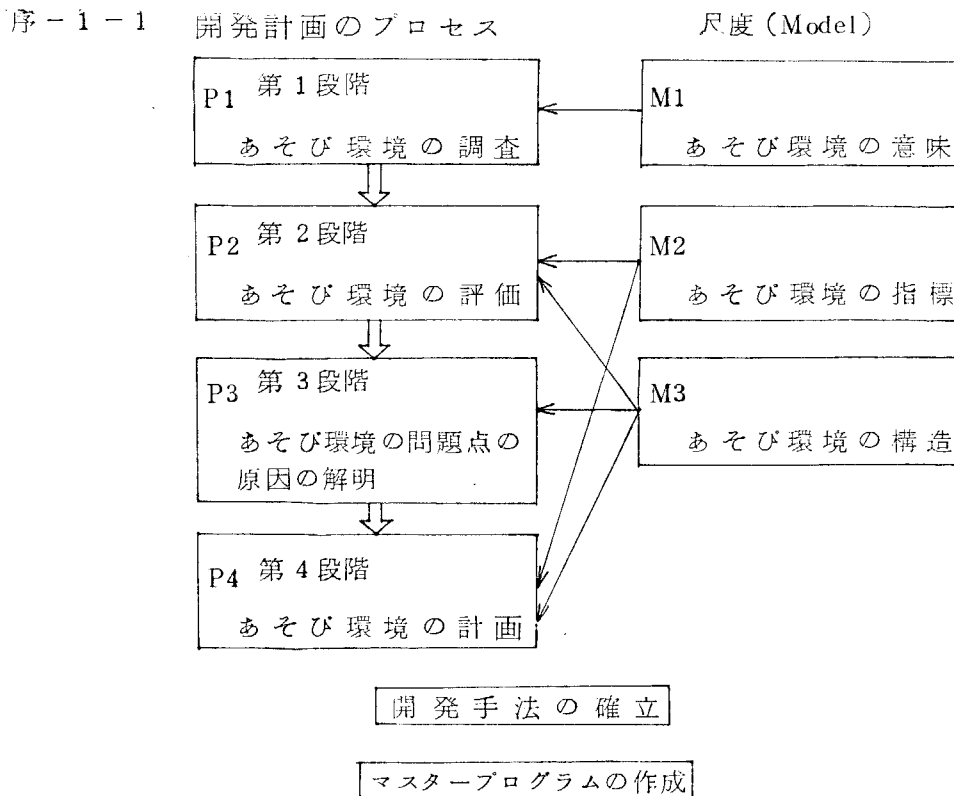 序－1－1 開発計画のプロセス 尺度（Model）
P1 第1段階
あそび環境の調査
M1
あそび環境の意味
P2 第2段階
あそび環境の評価
M2
あそび環境の指標
P3 第3段階
あそび環境の問題点の
原因の解明
M3
あそび環境の構造
P4 第4段階
あそび環境の計画
開発手法の確立
マスタープログラムの作成